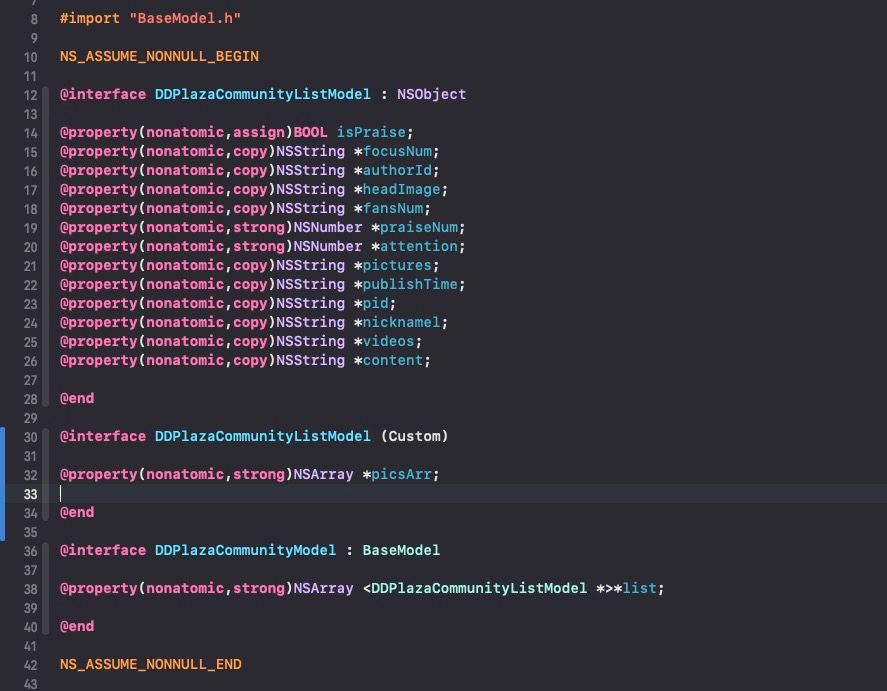 7
8 #import "BaseModel.h"
9
10 NS_ASSUME_NONNULL_BEGIN
11
12 @interface DDPlazaCommunityListModel : NSObject
13
14 @property(nonatomic,assign)BOOL isPraise;
15 @property(nonatomic,copy)NSString *focusNum;
16 @property(nonatomic,copy)NSString *authorId;
17 @property(nonatomic,copy)NSString *headImage;
18 @property(nonatomic,copy)NSString *fansNum;
19 @property(nonatomic,strong)NSNumber *praiseNum;
20 @property(nonatomic,strong)NSNumber *attention;
21 @property(nonatomic,copy)NSString *pictures;
22 @property(nonatomic,copy)NSString *publishTime;
23 @property(nonatomic,copy)NSString *pid;
24 @property(nonatomic,copy)NSString *nicknamel;
25 @property(nonatomic,copy)NSString *videos;
26 @property(nonatomic,copy)NSString *content;
27
28 @end
29
30 @interface DDPlazaCommunityListModel (Custom)
31
32 @property(nonatomic,strong)NSArray *picsArr;
33
34 @end
35
36 @interface DDPlazaCommunityModel : BaseModel
37
38 @property(nonatomic,strong)NSArray <DDPlazaCommunityListModel *>*list;
39
40 @end
41
42 NS_ASSUME_NONNULL_END
43